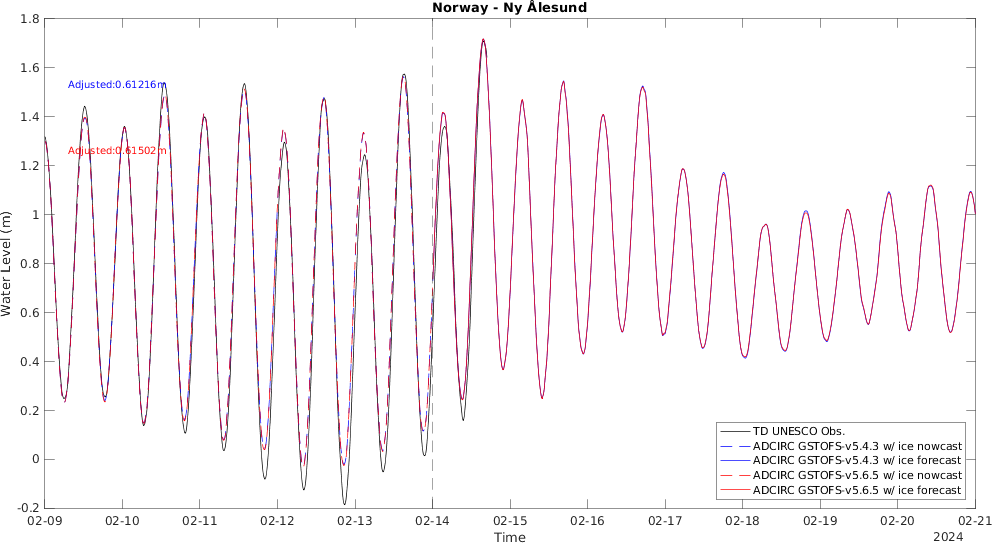 Norway - Ny Ålesund
1.8
1.6
1.4
1.2
1
0.8
0.6
0.4
0.2
0
-0.2
Water Level (m)
Adjusted:0.61216m
Adjusted:0.61502m
TD UNESCO Obs.
ADCIRC GSTOFS-v5.4.3 w/ ice nowcast
ADCIRC GSTOFS-v5.4.3 w/ ice forecast
ADCIRC GSTOFS-v5.6.5 w/ ice nowcast
ADCIRC GSTOFS-v5.6.5 w/ ice forecast
02-09 02-10 02-11 02-12 02-13 02-14 02-15 02-16 02-17 02-18 02-19 02-20 02-21
Time
2024